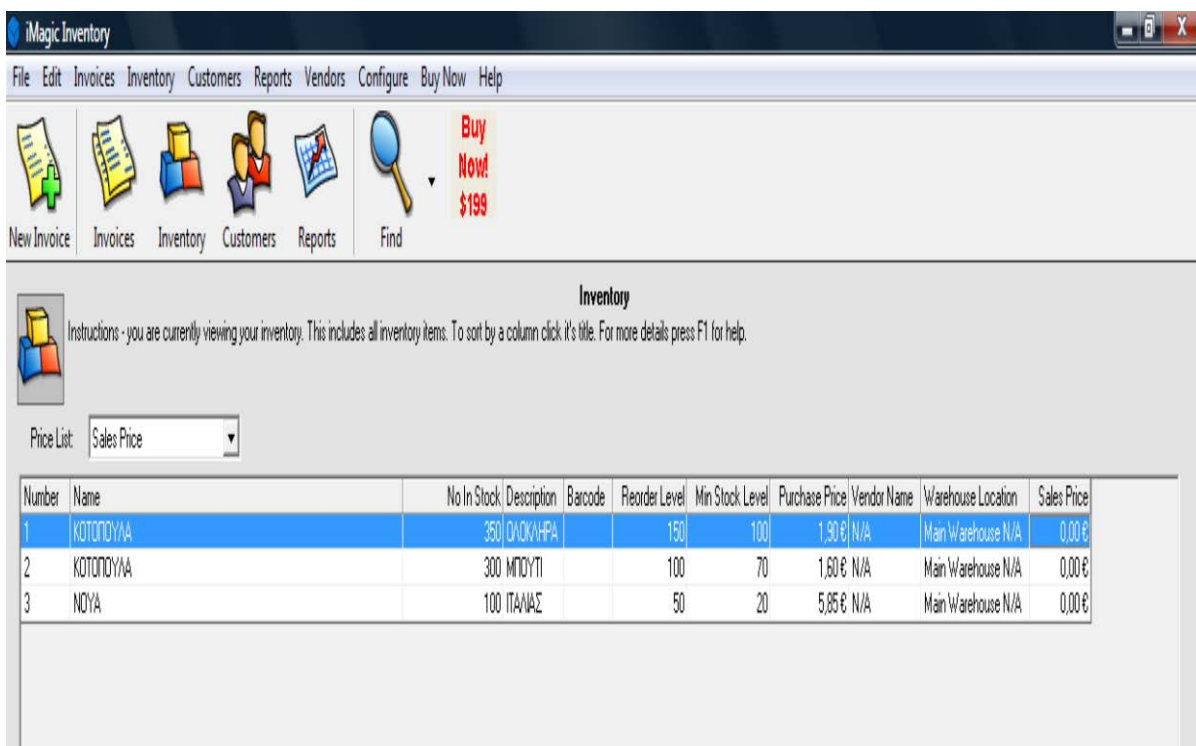 iMagic Inventory
File Edit Invoices Inventory Customers Reports Vendors Configure Buy Now Help
Buy
Now!
$199
New Invoice Invoices Inventory Customers Reports Find
Inventory
Instructions - you are currently viewing your inventory. This includes all inventory items. To sort by a column click it's title. For more details press F1 for help.
Price List: Sales Price
Number Name No In Stock Description Barcode Reorder Level Min Stock Level Purchase Price Vendor Name Warehouse Location Sales Price
1 ΚΟΤΟΠΟΥΛΑ 350 ΟΛΟΚΛΗΡΑ 150 100 1,90 € N/A Main Warehouse N/A 0,00 €
2 ΚΟΤΟΠΟΥΛΑ 300 ΜΠΟΥΤΙ 100 70 1,60 € N/A Main Warehouse N/A 0,00 €
3 ΝΟΥΑ 100 ΙΤΑΛΙΑΣ 50 20 5,85 € N/A Main Warehouse N/A 0,00 €